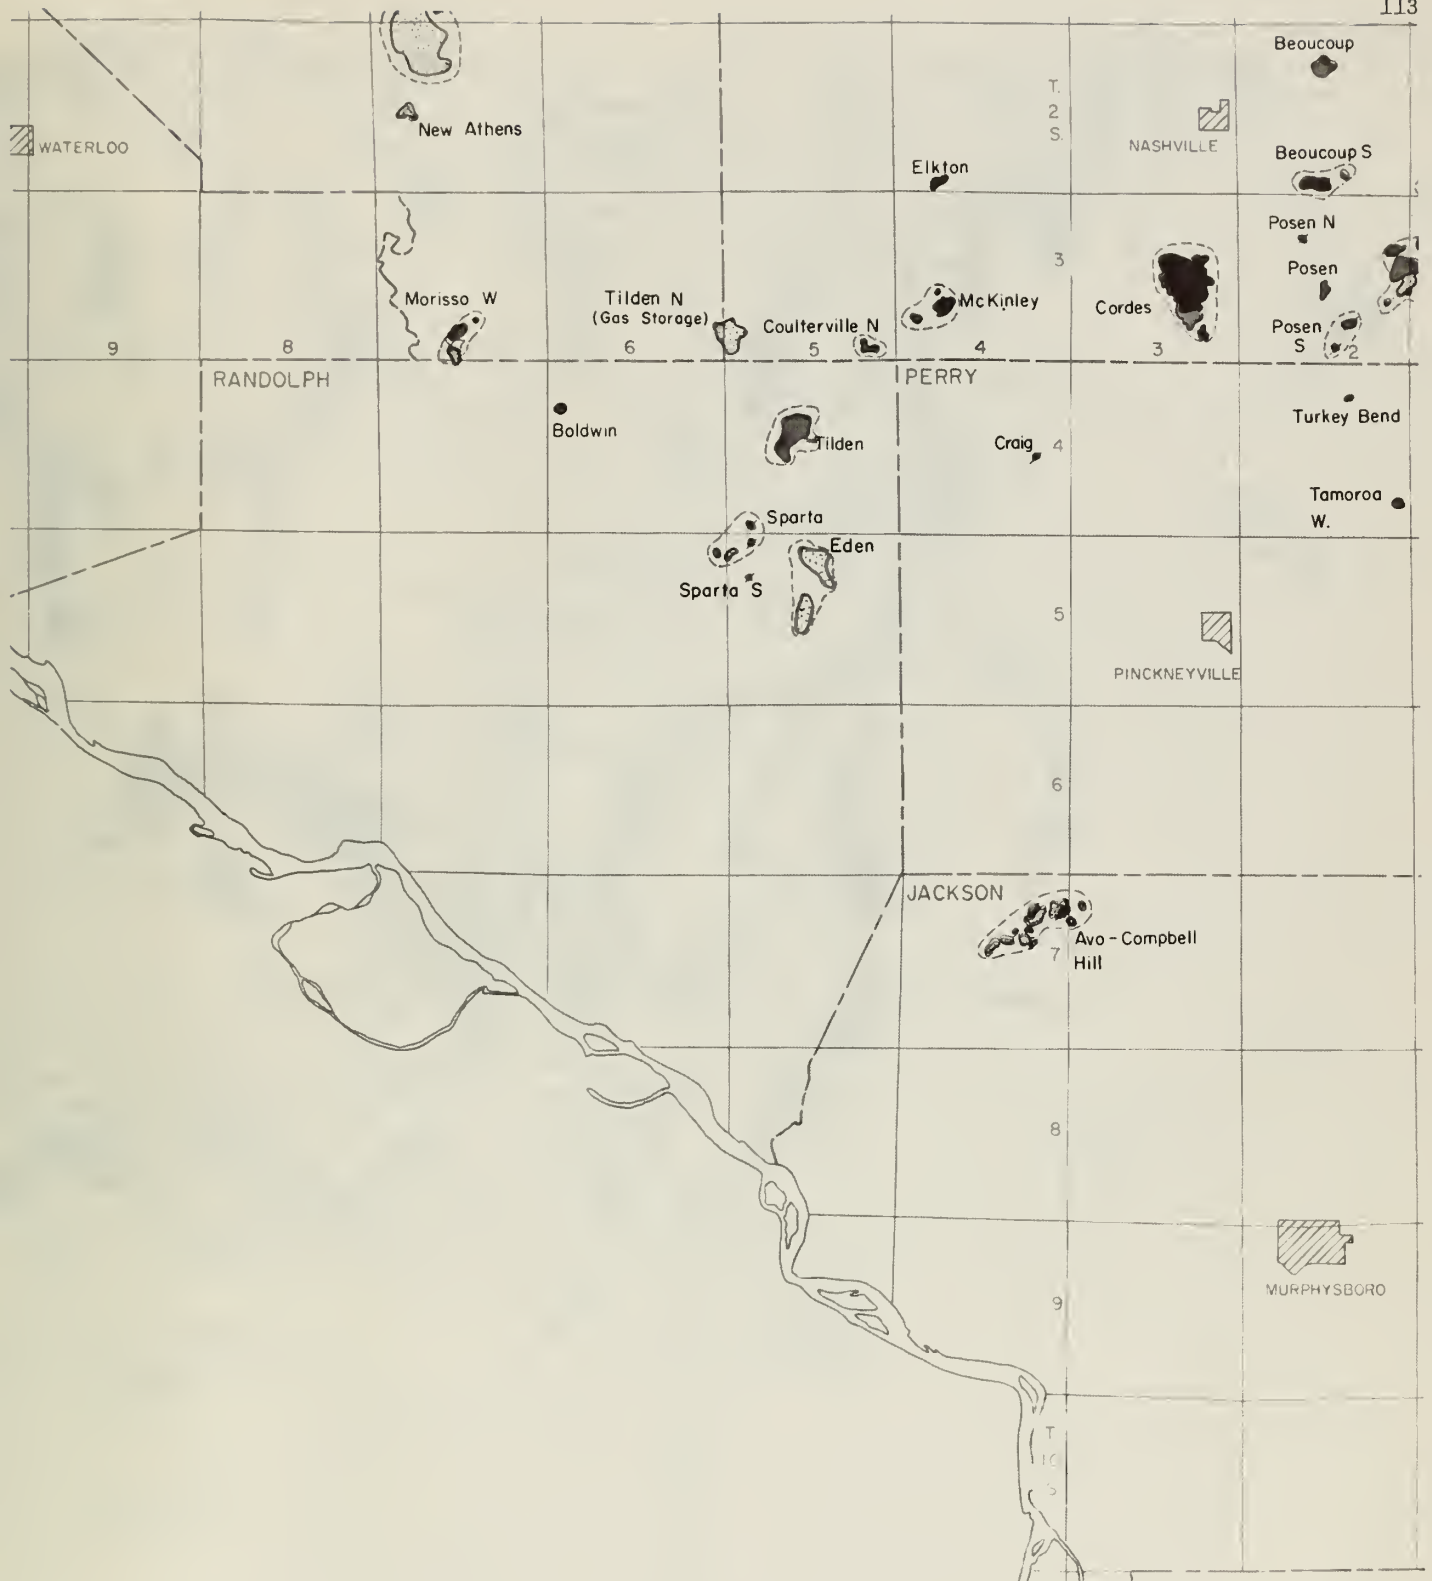 113
Beoucoup
T.
2
S.
New Athens
WATERLOO
NASHVILLE
Beoucoup S
Elkton
Posen N
3
Posen
Morisso W
Tilden N
(Gas Storage)
McKinley
Cordes
Coulterville N
Posen
S
9
8
6
5
4
3
2
RANDOLPH
PERRY
Boldwin
Turkey Bend
Tilden
Craig
4
Tamoroa
W.
Sparta
Eden
Sparta S
5
PINCKNEYVILLE
6
JACKSON
Avo-Compbell
Hill
7
8
MURPHYSBORO
9
T
10
S